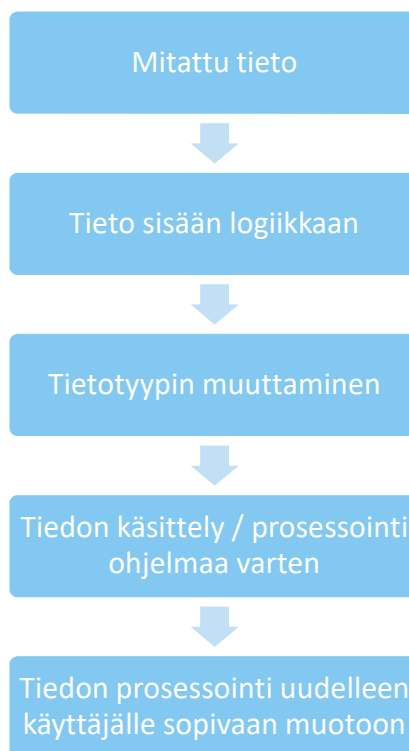 Mitattu tieto
Tieto sisään logiikkaan
Tietotyypin muuttaminen
Tiedon käsittely / prosessointi
ohjelmaa varten
Tiedon prosessointi uudelleen
käyttäjälle sopivaan muotoon